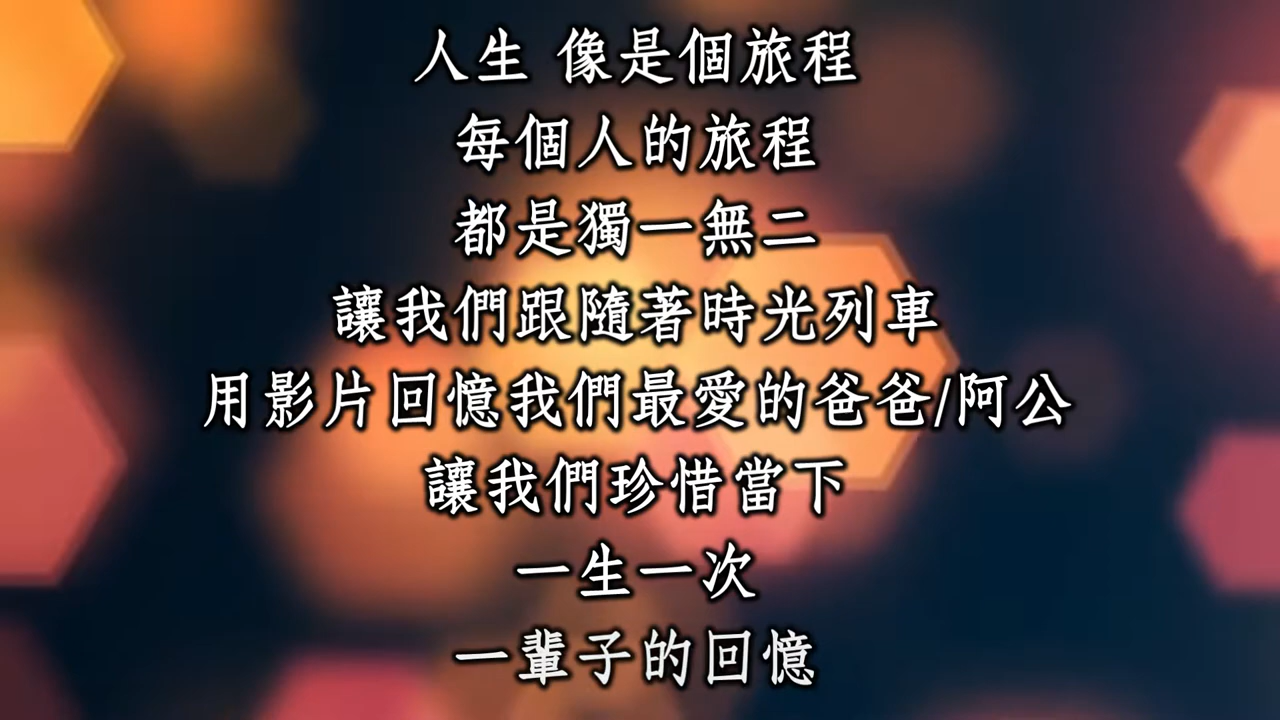 人生 像是個旅程
每個人的旅程
都是獨一無二
讓我們跟隨著時光列車
用影片回憶我們最愛的爸爸/阿公
讓我們珍惜當下
一生一次
一輩子的回憶